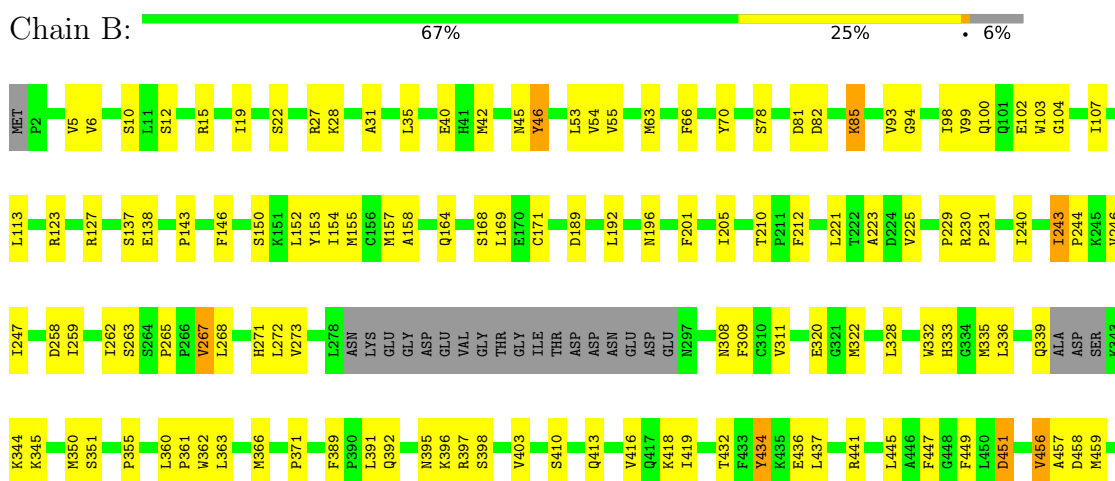 Chain B:
67% 25% • 6%
MET P2 V5 V6 S10 L11 S12 R15 I19 S22 R27 K28 A31 L35 E40 H41 M42 N45 Y46 L53 V54 V55 M63 F66 Y70 S78 D81 D82 K85 V93 G94 I98 V99 Q100 Q101 E102 W103 G104 I107
L113 R123 R127 S137 E138 P143 F146 S150 K151 L152 Y153 I154 M155 C156 M157 A158 Q164 S168 L169 E170 C171 D189 L192 N196 F201 I205 T210 P211 F212 L221 T222 A223 D224 V225 P229 R230 P231 I240 I243 P244 K245 V246
I247 D258 I259 I262 S263 S264 P265 P266 V267 L268 H271 L272 V273 L278 ASN LYS GLU GLY ASP GLU VAL GLY THR GLY ILE THR ASP ASP ASN GLU ASP GLU N297 N308 F309 C310 V311 E320 G321 M322 L328 W332 H333 G334 M335 L336 Q339 ALA ASP SER K343
K344 K345 M350 S351 P355 L360 P361 W362 L363 M366 P371 F389 P390 L391 Q392 N395 K396 R397 S398 V403 S410 Q413 V416 Q417 K418 I419 T432 F433 Y434 K435 E436 L437 R441 L445 A446 F447 G448 F449 L450 D451 V456 A457 D458 M459